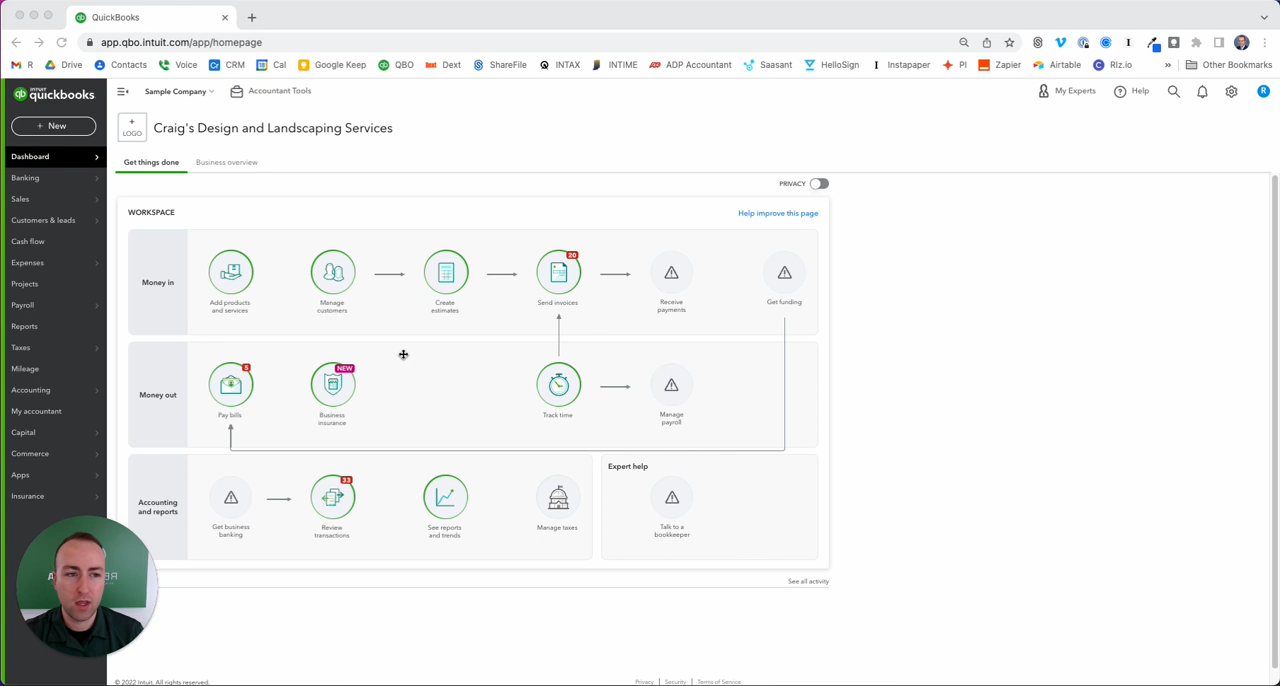 QuickBooks
app.qbo.intuit.com/app/homepage
R
Drive
Contacts
Voice
CRM
Cal
Google Keep
QBO
Dext
ShareFile
INTAX
INTIME
ADP Accountant
Saasant
HelloSign
Instapaper
PI
Zapier
Airtable
Rlz.io
»
Other Bookmarks
INTUIT
quickbooks
Sample Company
Accountant Tools
My Experts
Help
R
+ New
+
LOGO
Craig's Design and Landscaping Services
Dashboard
Banking
Sales
Customers & leads
Cash flow
Expenses
Projects
Payroll
Reports
Taxes
Mileage
Accounting
My accountant
Capital
Commerce
Apps
Insurance
Get things done
Business overview
PRIVACY
WORKSPACE
Help improve this page
Money in
Add products
and services
Manage
customers
Create
estimates
20
Send invoices
Receive
payments
Get funding
Money out
5
Pay bills
NEW
Business
insurance
Track time
Manage
payroll
Accounting
and reports
Get business
banking
33
Review
transactions
See reports
and trends
Manage taxes
Expert help
Talk to a
bookkeeper
See all activity
© 2022 Intuit. All rights reserved.
Privacy
Security
Terms of Service